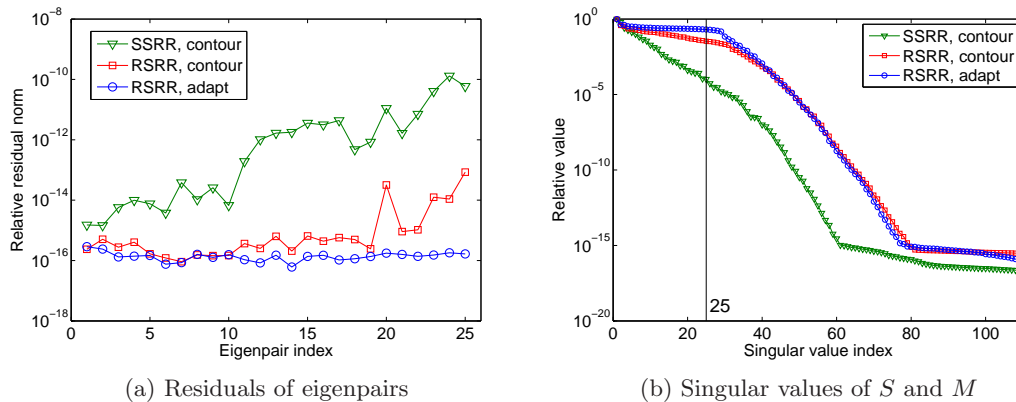 10⁻⁸
10⁻¹⁰
10⁻¹²
10⁻¹⁴
10⁻¹⁶
10⁻¹⁸
Relative residual norm
SSRR, contour
RSRR, contour
RSRR, adapt
0 5 10 15 20 25
Eigenpair index
(a) Residuals of eigenpairs
10⁰
10⁻⁵
10⁻¹⁰
10⁻¹⁵
10⁻²⁰
Relative value
SSRR, contour
RSRR, contour
RSRR, adapt
25
0 20 40 60 80 100
Singular value index
(b) Singular values of S and M